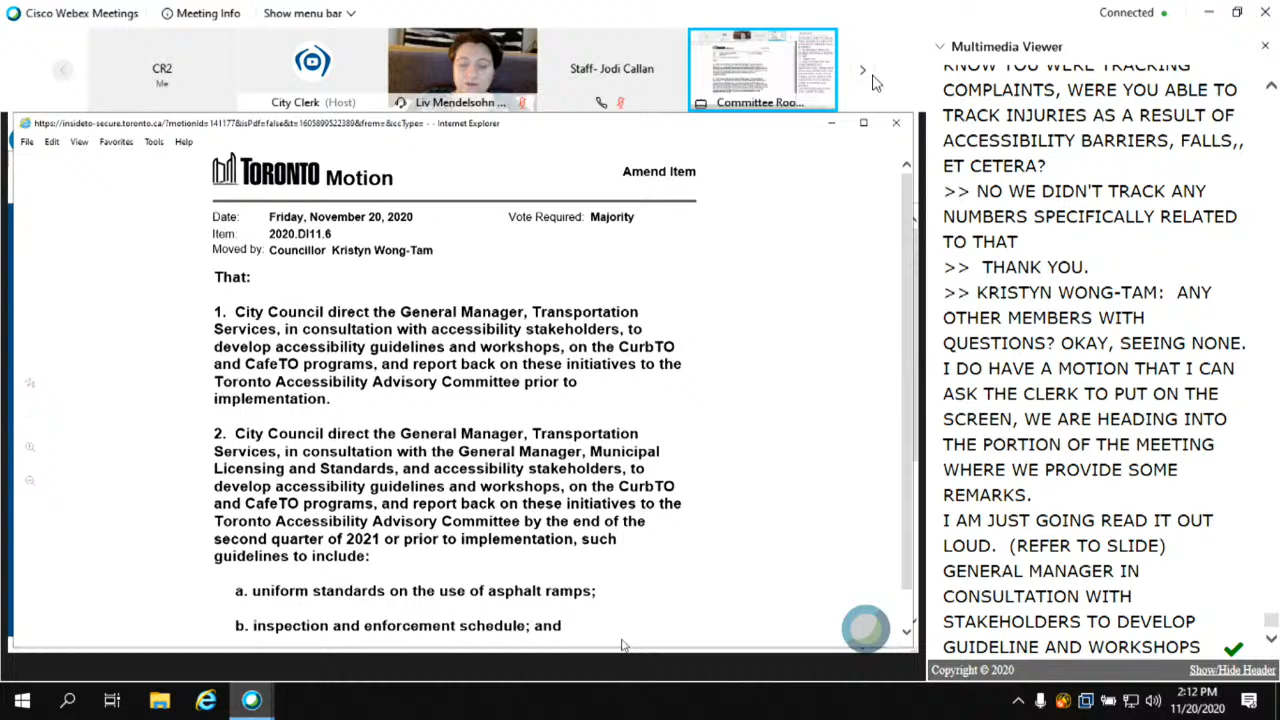 Cisco Webex Meetings
Meeting Info
Show menu bar
Connected
CR2
Me
City Clerk (Host)
Liv Mendelsohn ...
Staff- Jodi Callan
Committee Roo...
https://insideto-secure.toronto.ca/?motionId=141177&isPdf=false&t=1605899522389&from=&ccType= - - Internet Explorer
File Edit View Favorites Tools Help
TORONTO Motion
Amend Item
Date: Friday, November 20, 2020
Vote Required: Majority
Item: 2020.DI11.6
Moved by: Councillor Kristyn Wong-Tam
That:
1. City Council direct the General Manager, Transportation
Services, in consultation with accessibility stakeholders, to
develop accessibility guidelines and workshops, on the CurbTO
and CafeTO programs, and report back on these initiatives to the
Toronto Accessibility Advisory Committee prior to
implementation.
2. City Council direct the General Manager, Transportation
Services, in consultation with the General Manager, Municipal
Licensing and Standards, and accessibility stakeholders, to
develop accessibility guidelines and workshops, on the CurbTO
and CafeTO programs, and report back on these initiatives to the
Toronto Accessibility Advisory Committee by the end of the
second quarter of 2021 or prior to implementation, such
guidelines to include:
a. uniform standards on the use of asphalt ramps;
b. inspection and enforcement schedule; and
Multimedia Viewer
KNOW YOU WE
TRACKING
COMPLAINTS, WERE YOU ABLE TO
TRACK INJURIES AS A RESULT OF
ACCESSIBILITY BARRIERS, FALLS,,
ET CETERA?
>> NO WE DIDN'T TRACK ANY
NUMBERS SPECIFICALLY RELATED
TO THAT
>> THANK YOU.
>> KRISTYN WONG-TAM: ANY
OTHER MEMBERS WITH
QUESTIONS? OKAY, SEEING NONE.
I DO HAVE A MOTION THAT I CAN
ASK THE CLERK TO PUT ON THE
SCREEN, WE ARE HEADING INTO
THE PORTION OF THE MEETING
WHERE WE PROVIDE SOME
REMARKS.
I AM JUST GOING READ IT OUT
LOUD. (REFER TO SLIDE)
GENERAL MANAGER IN
CONSULTATION WITH
STAKEHOLDERS TO DEVELOP
GUIDELINE AND WORKSHOPS
Copyright © 2020
Show/Hide Header
2:12 PM
11/20/2020